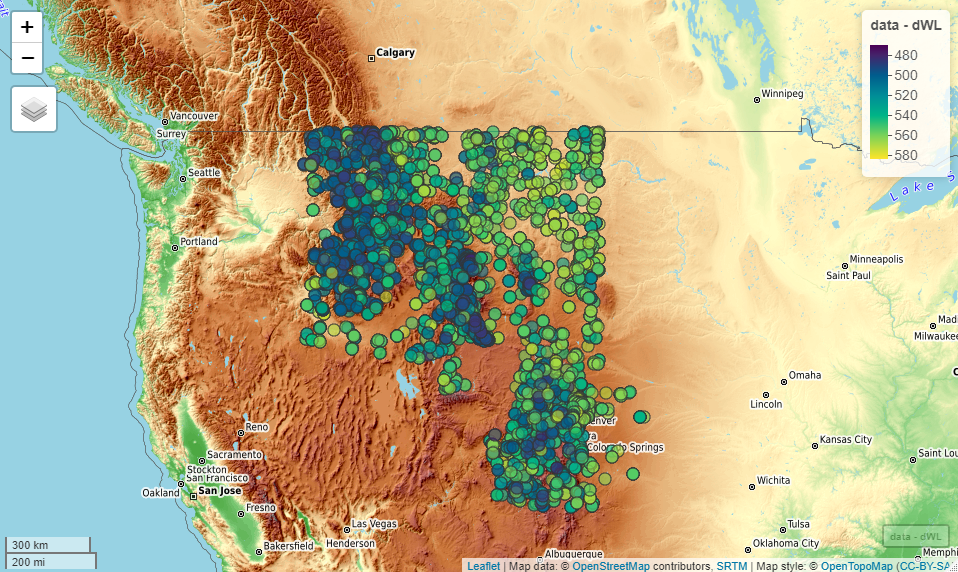 +
−
data - dWL
480
500
520
540
560
580
Calgary
Winnipeg
Vancouver
Surrey
Seattle
Lake
Portland
Minneapolis
Saint Paul
Omaha
Lincoln
Reno
Sacramento
Stockton
San Francisco
Oakland
San Jose
Fresno
Las Vegas
Henderson
Bakersfield
Colorado Springs
Kansas City
Saint Lou
Wichita
Tulsa
Oklahoma City
Albuquerque
Memphi
Milwaukee
data - dWL
300 km
200 mi
Leaflet | Map data: © OpenStreetMap contributors, SRTM | Map style: © OpenTopoMap (CC-BY-SA